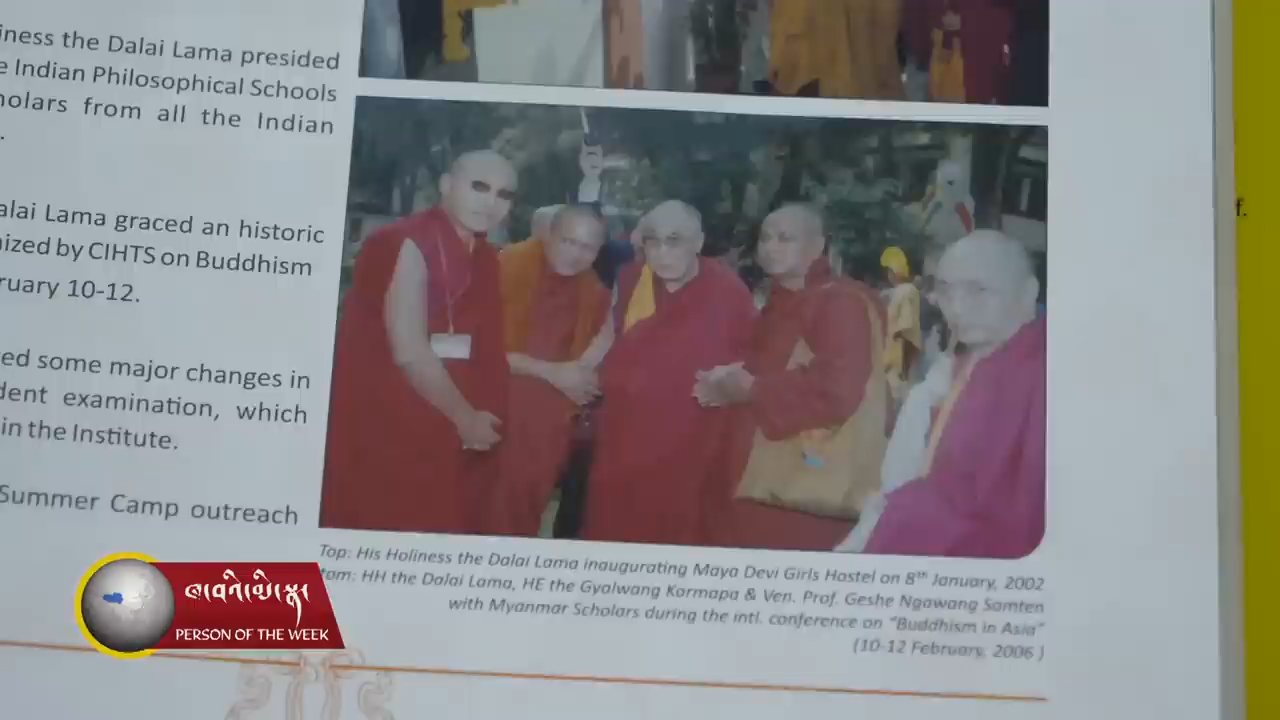 iness the Dalai Lama presided
e Indian Philosophical Schools
holars from all the Indian
.
alai Lama graced an historic
nized by CIHTS on Buddhism
ruary 10-12.
ed some major changes in
dent examination, which
in the Institute.
Summer Camp outreach
Top: His Holiness the Dalai Lama inaugurating Maya Devi Girls Hostel on 8th January, 2002
tom: HH the Dalai Lama, HE the Gyalwang Karmapa & Ven. Prof. Geshe Ngawang Samten
with Myanmar Scholars during the intl. conference on "Buddhism in Asia"
(10-12 February, 2006 )
f.
PERSON OF THE WEEK